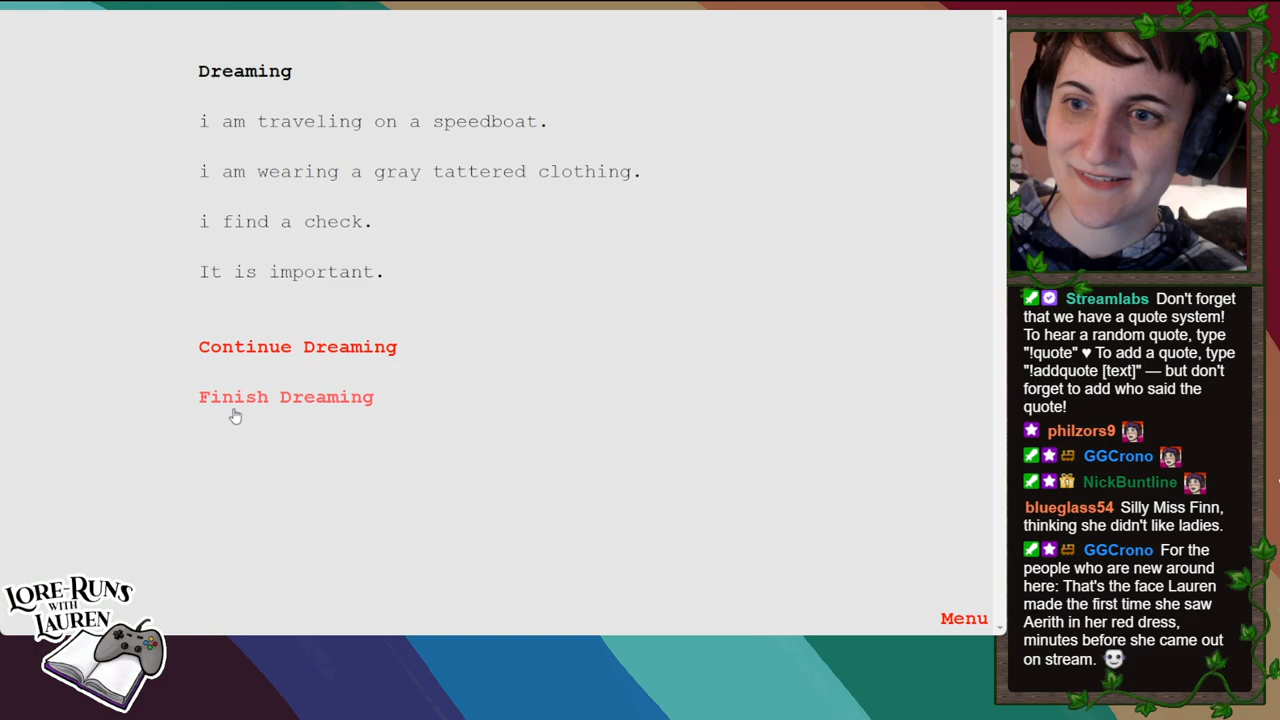 Dreaming
i am traveling on a speedboat.
i am wearing a gray tattered clothing.
i find a check.
It is important.
Continue Dreaming
Finish Dreaming
Menu
LORE-RUNS
WITH
LAUREN
Streamlabs Don't forget
that we have a quote system!
To hear a random quote, type
"!quote" ♥ To add a quote, type
"!addquote [text]" — but don't
forget to add who said the
quote!
philzors9
GGCrono
NickBuntline
blueglass54 Silly Miss Finn,
thinking she didn't like ladies.
GGCrono For the
people who are new around
here: That's the face Lauren
made the first time she saw
Aerith in her red dress,
minutes before she came out
on stream.